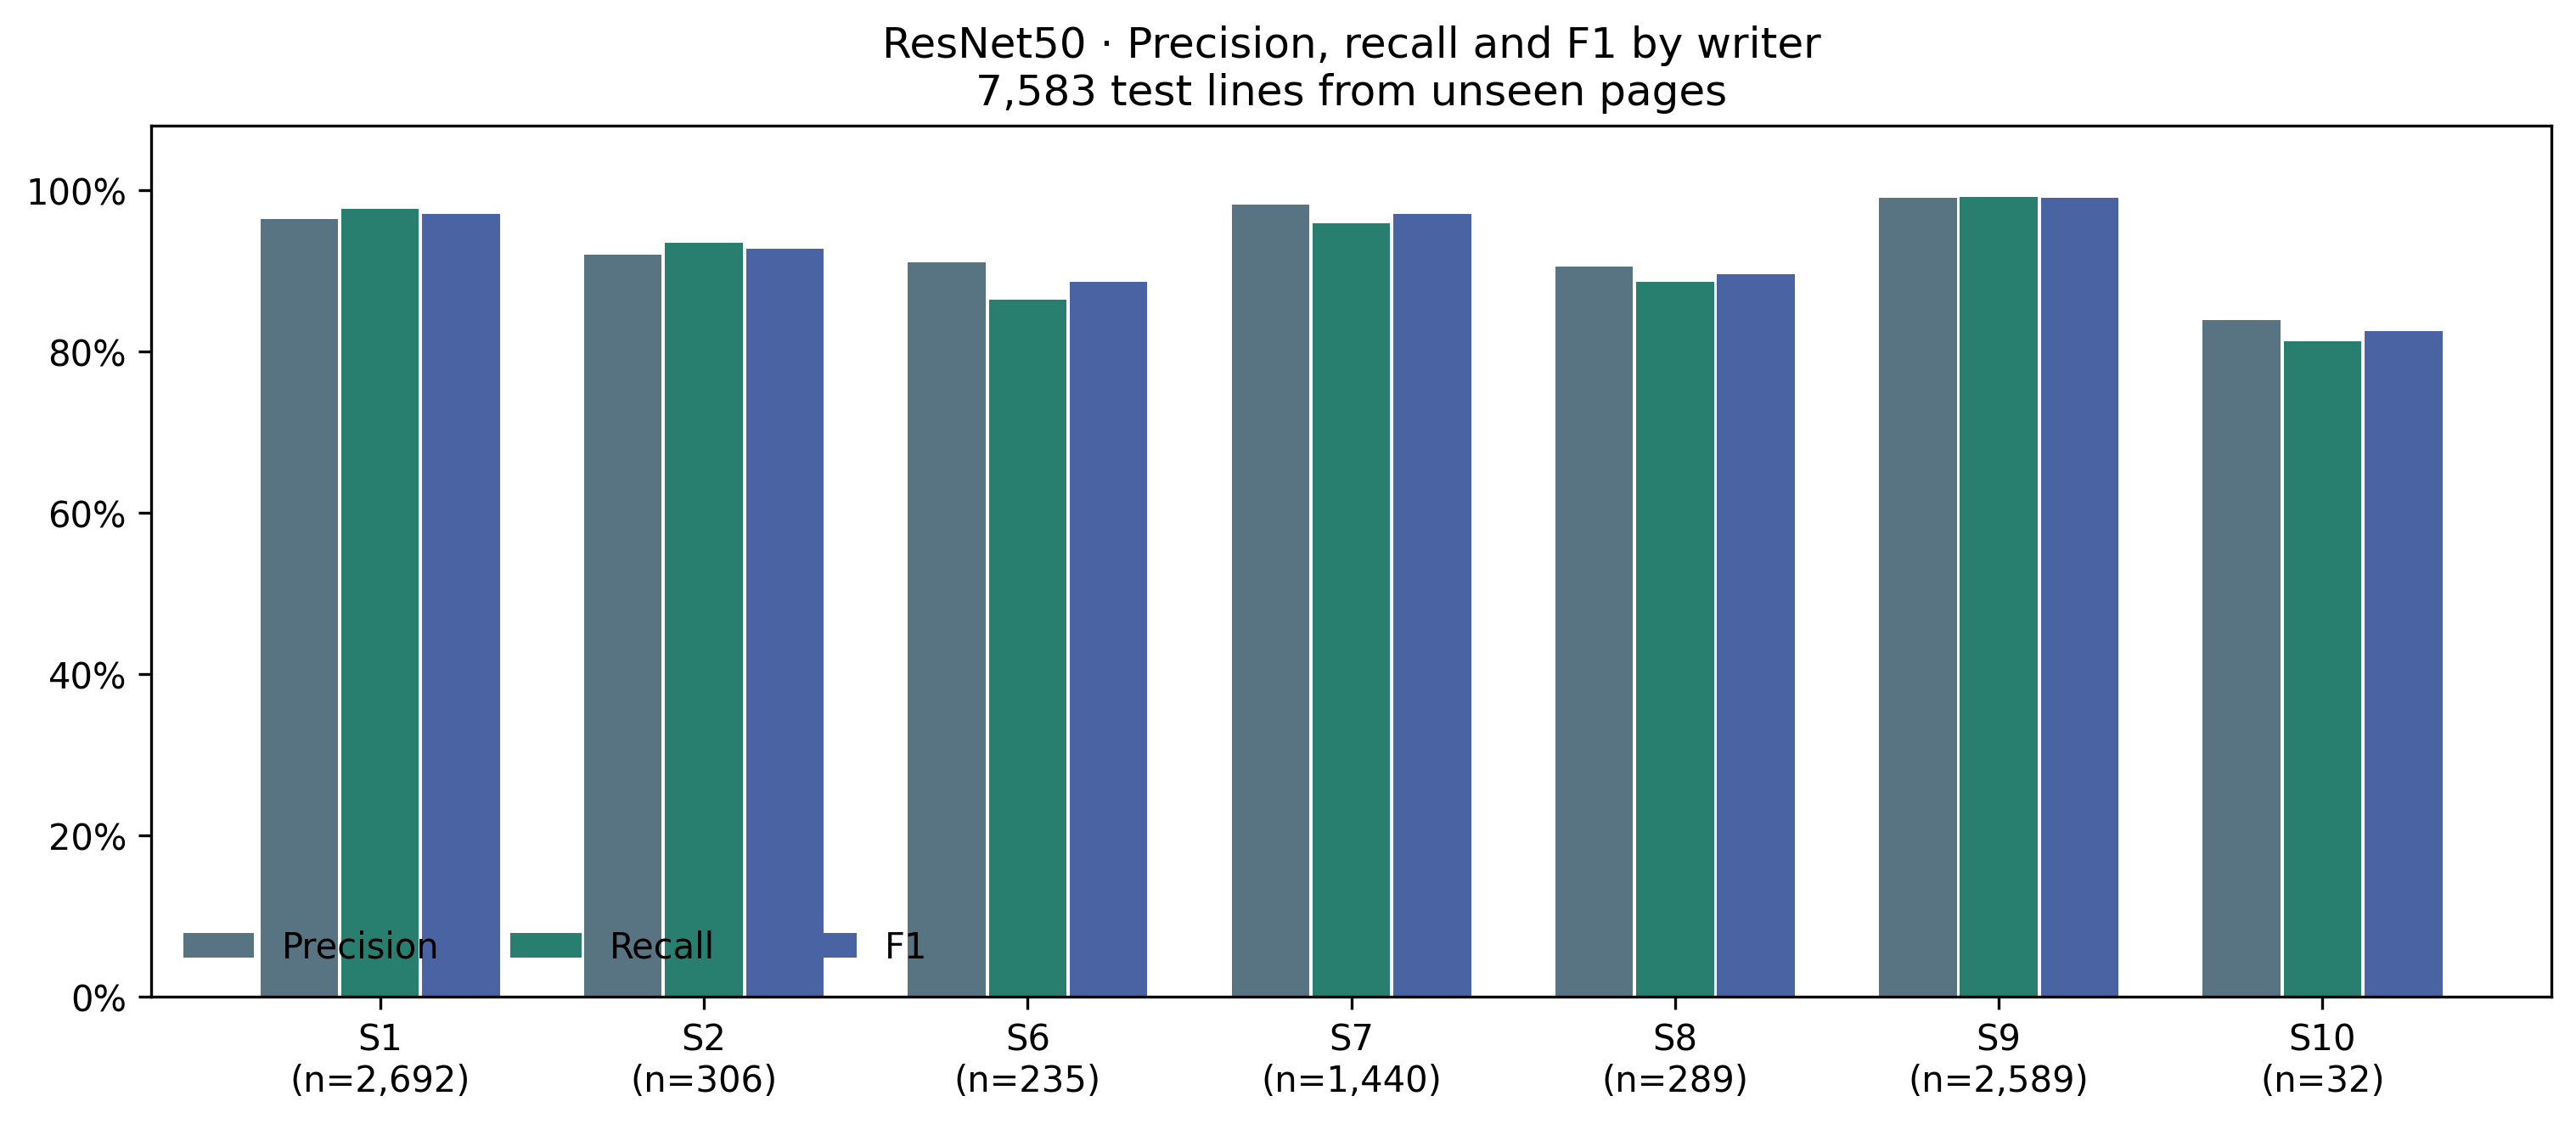 ResNet50 · Precision, recall and F1 by writer
7,583 test lines from unseen pages
100%
80%
60%
40%
20%
0%
Precision Recall F1
S1 S2 S6 S7 S8 S9 S10
(n=2,692) (n=306) (n=235) (n=1,440) (n=289) (n=2,589) (n=32)